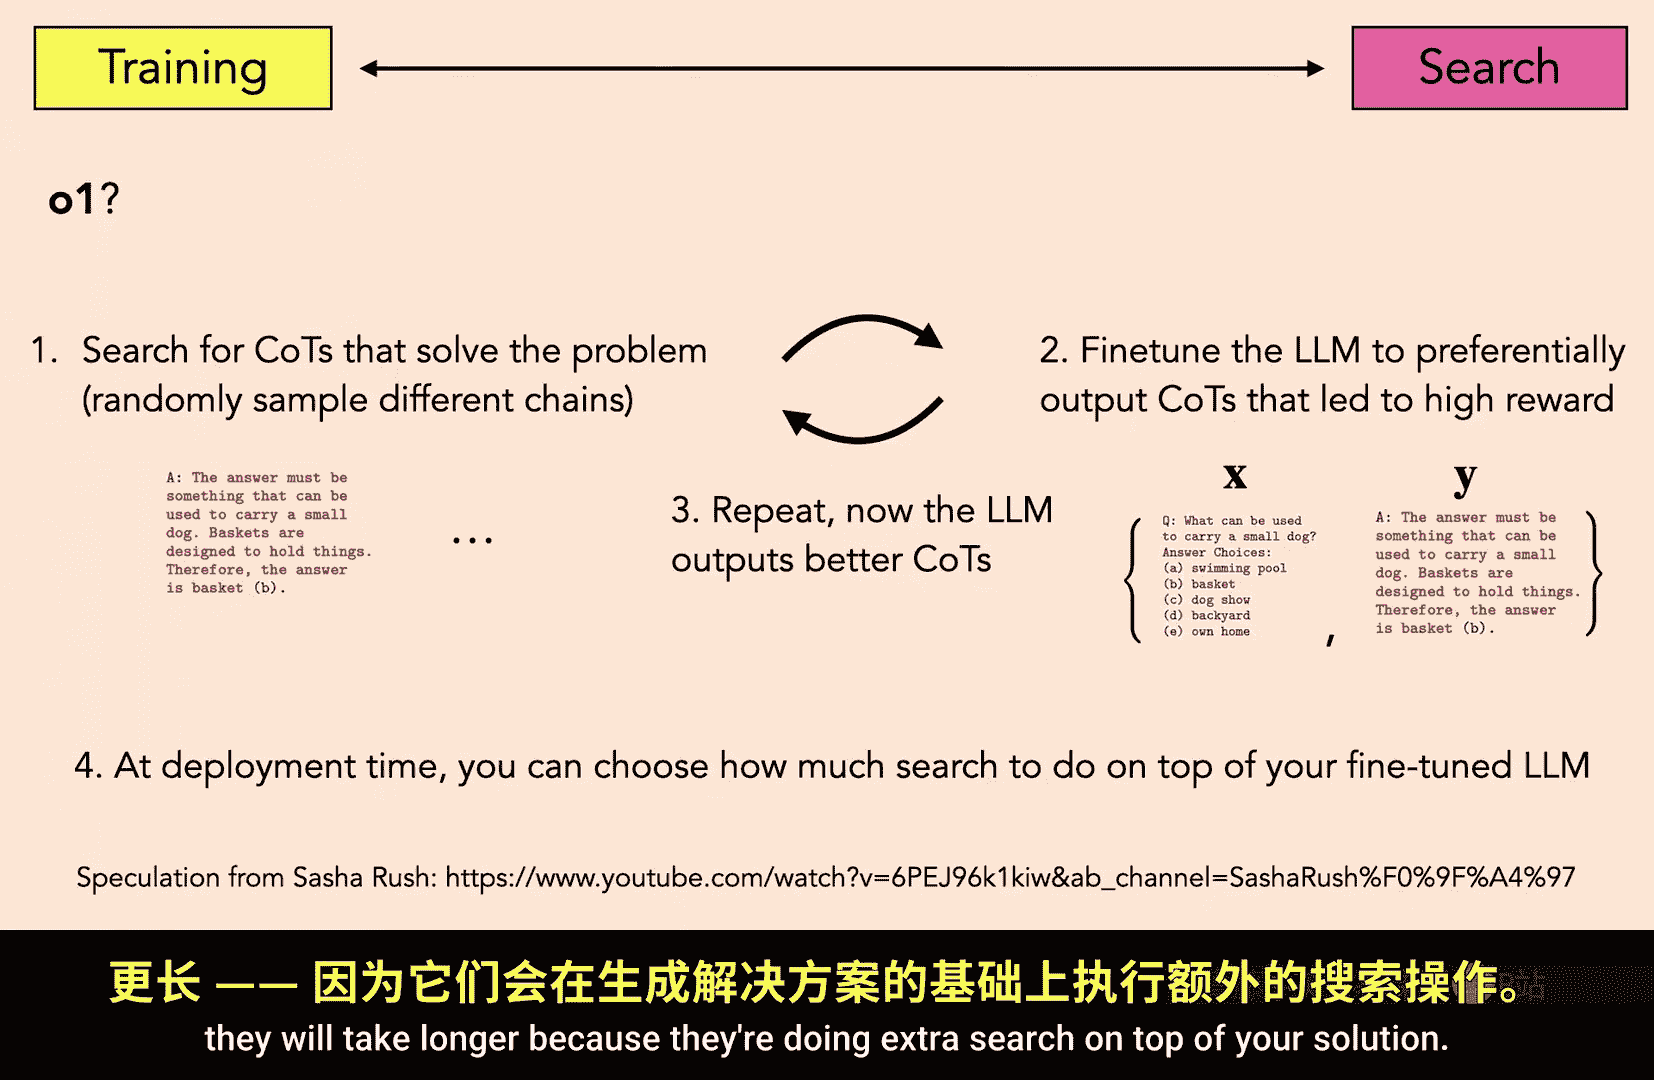 Training
Search
o1?
1. Search for CoTs that solve the problem
(randomly sample different chains)
2. Finetune the LLM to preferentially
output CoTs that led to high reward
A: The answer must be
something that can be
used to carry a small
dog. Baskets are
designed to hold things.
Therefore, the answer
is basket (b).
...
3. Repeat, now the LLM
outputs better CoTs
x
y
Q: What can be used
to carry a small dog?
Answer Choices:
(a) swimming pool
(b) basket
(c) dog show
(d) backyard
(e) own home
,
A: The answer must be
something that can be
used to carry a small
dog. Baskets are
designed to hold things.
Therefore, the answer
is basket (b).
4. At deployment time, you can choose how much search to do on top of your fine-tuned LLM
Speculation from Sasha Rush: https://www.youtube.com/watch?v=6PEJ96k1kiw&ab_channel=SashaRush%F0%9F%A4%97
更长 —— 因为它们会在生成解决方案的基础上执行额外的搜索操作。
they will take longer because they're doing extra search on top of your solution.